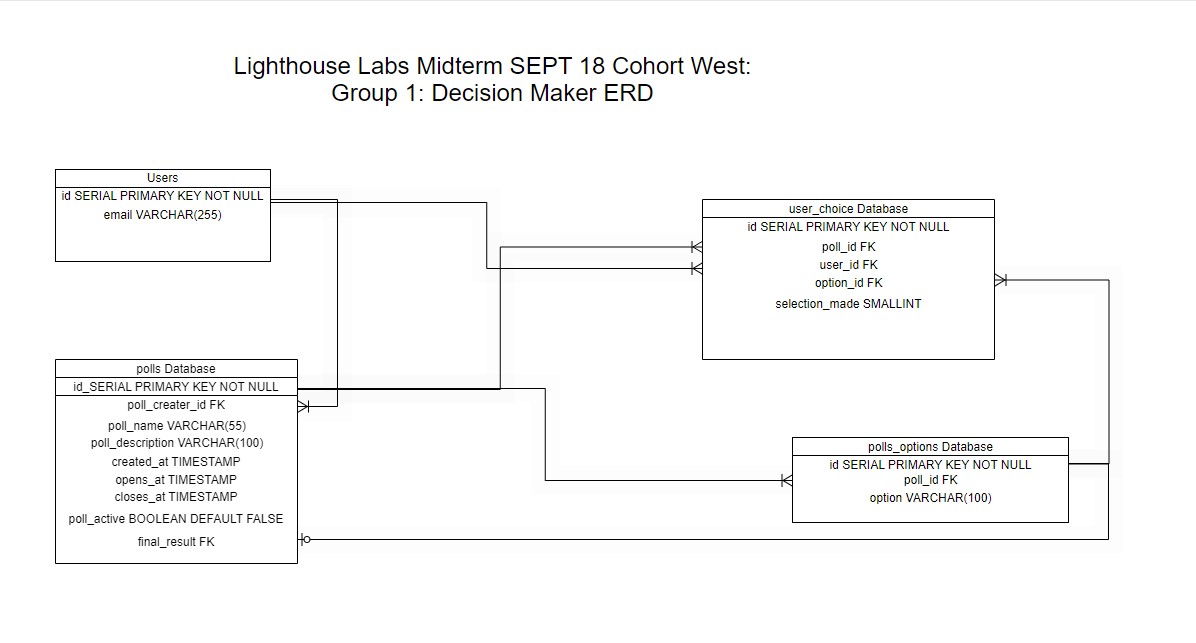 Lighthouse Labs Midterm SEPT 18 Cohort West:
Group 1: Decision Maker ERD
Users
id SERIAL PRIMARY KEY NOT NULL
email VARCHAR(255)
user_choice Database
id SERIAL PRIMARY KEY NOT NULL
poll_id FK
user_id FK
option_id FK
selection_made SMALLINT
polls Database
id_SERIAL PRIMARY KEY NOT NULL
poll_creater_id FK
poll_name VARCHAR(55)
poll_description VARCHAR(100)
created_at TIMESTAMP
opens_at TIMESTAMP
closes_at TIMESTAMP
poll_active BOOLEAN DEFAULT FALSE
final_result FK
polls_options Database
id SERIAL PRIMARY KEY NOT NULL
poll_id FK
option VARCHAR(100)